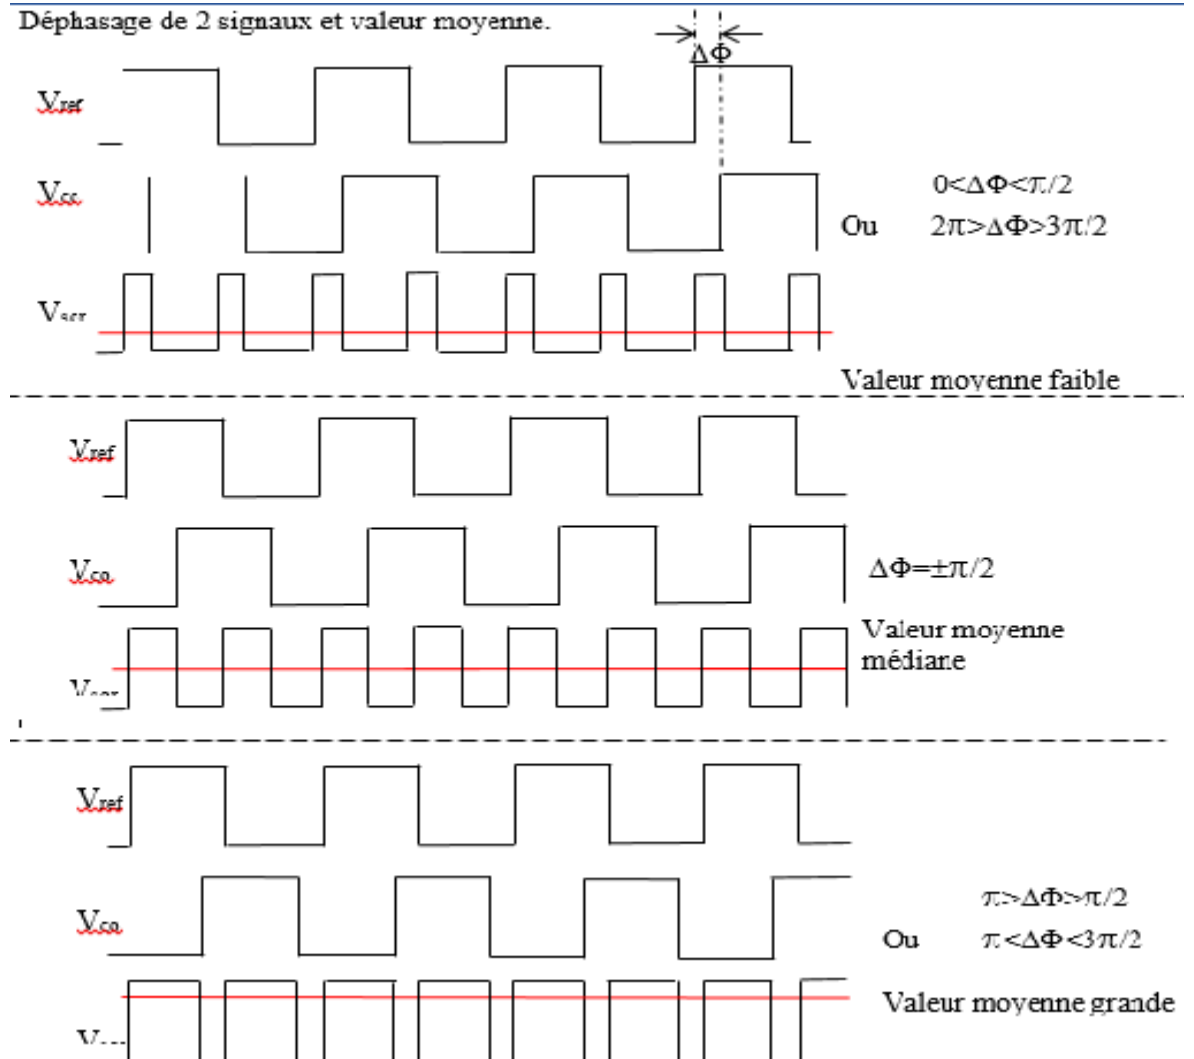 Déphasage de 2 signaux et valeur moyenne.
ΔΦ
Vref
0<ΔΦ<π/2
Ou 2π>ΔΦ>3π/2
Valeur moyenne faible
Vref
Vco
ΔΦ=±π/2
Valeur moyenne
médiane
Vref
Vco
π>ΔΦ>π/2
Ou π<ΔΦ<3π/2
Valeur moyenne grande